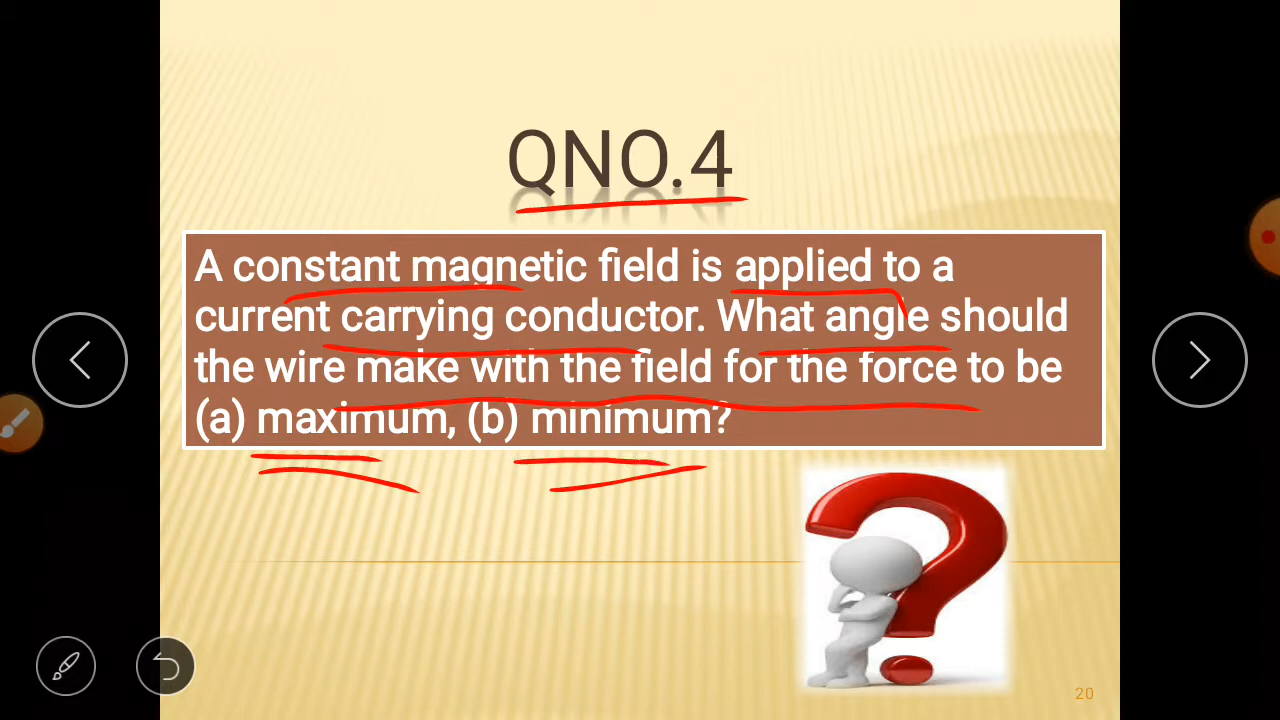 QNO.4
A constant magnetic field is applied to a
current carrying conductor. What angle should
the wire make with the field for the force to be
(a) maximum, (b) minimum?
20